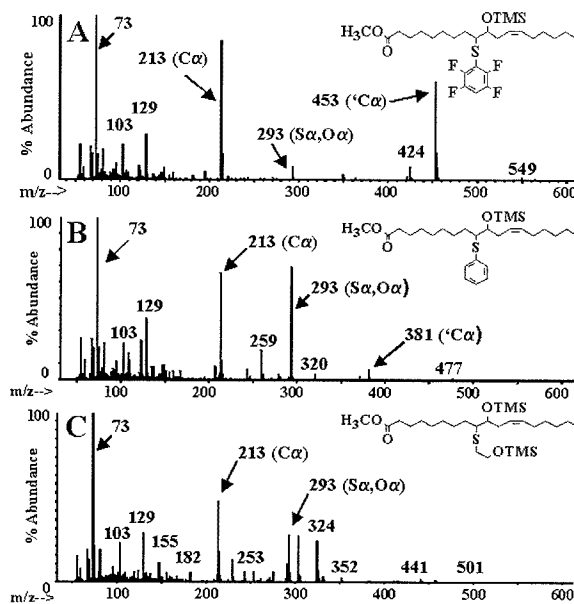 A
73
213 (Cα)
453 ('Cα)
293 (Sα,Oα)
129
103
424
549
OTMS
H₃CO
O
S
F F
F F
% Abundance
100
0
m/z--> 100 200 300 400 500 600
B
73
213 (Cα)
293 (Sα,Oα)
381 ('Cα)
129
103
259
320
477
OTMS
H₃CO
O
S
% Abundance
100
0
m/z--> 100 200 300 400 500 600
C
73
213 (Cα)
293 (Sα,Oα)
324
129
103
155
182
253
352
441
501
OTMS
H₃CO
O
S
OTMS
% Abundance
100
0
m/z--> 100 200 300 400 500 600